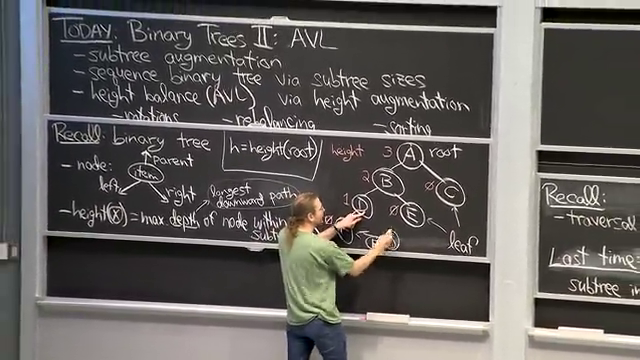 TODAY: Binary Trees II: AVL
- subtree augmentation
- sequence binary tree via subtree sizes
- height balance (AVL) via height augmentation
- rotations - rebalancing - sorting
Recall: binary tree
- node:
parent
item
left
right
- height(x) = max depth of node within
largest
downward path
h = height(root)
height
3 A root
2 B
∅ C
1 D
∅ E
∅
leaf
Recall:
- traversal
Last time:
subtree in